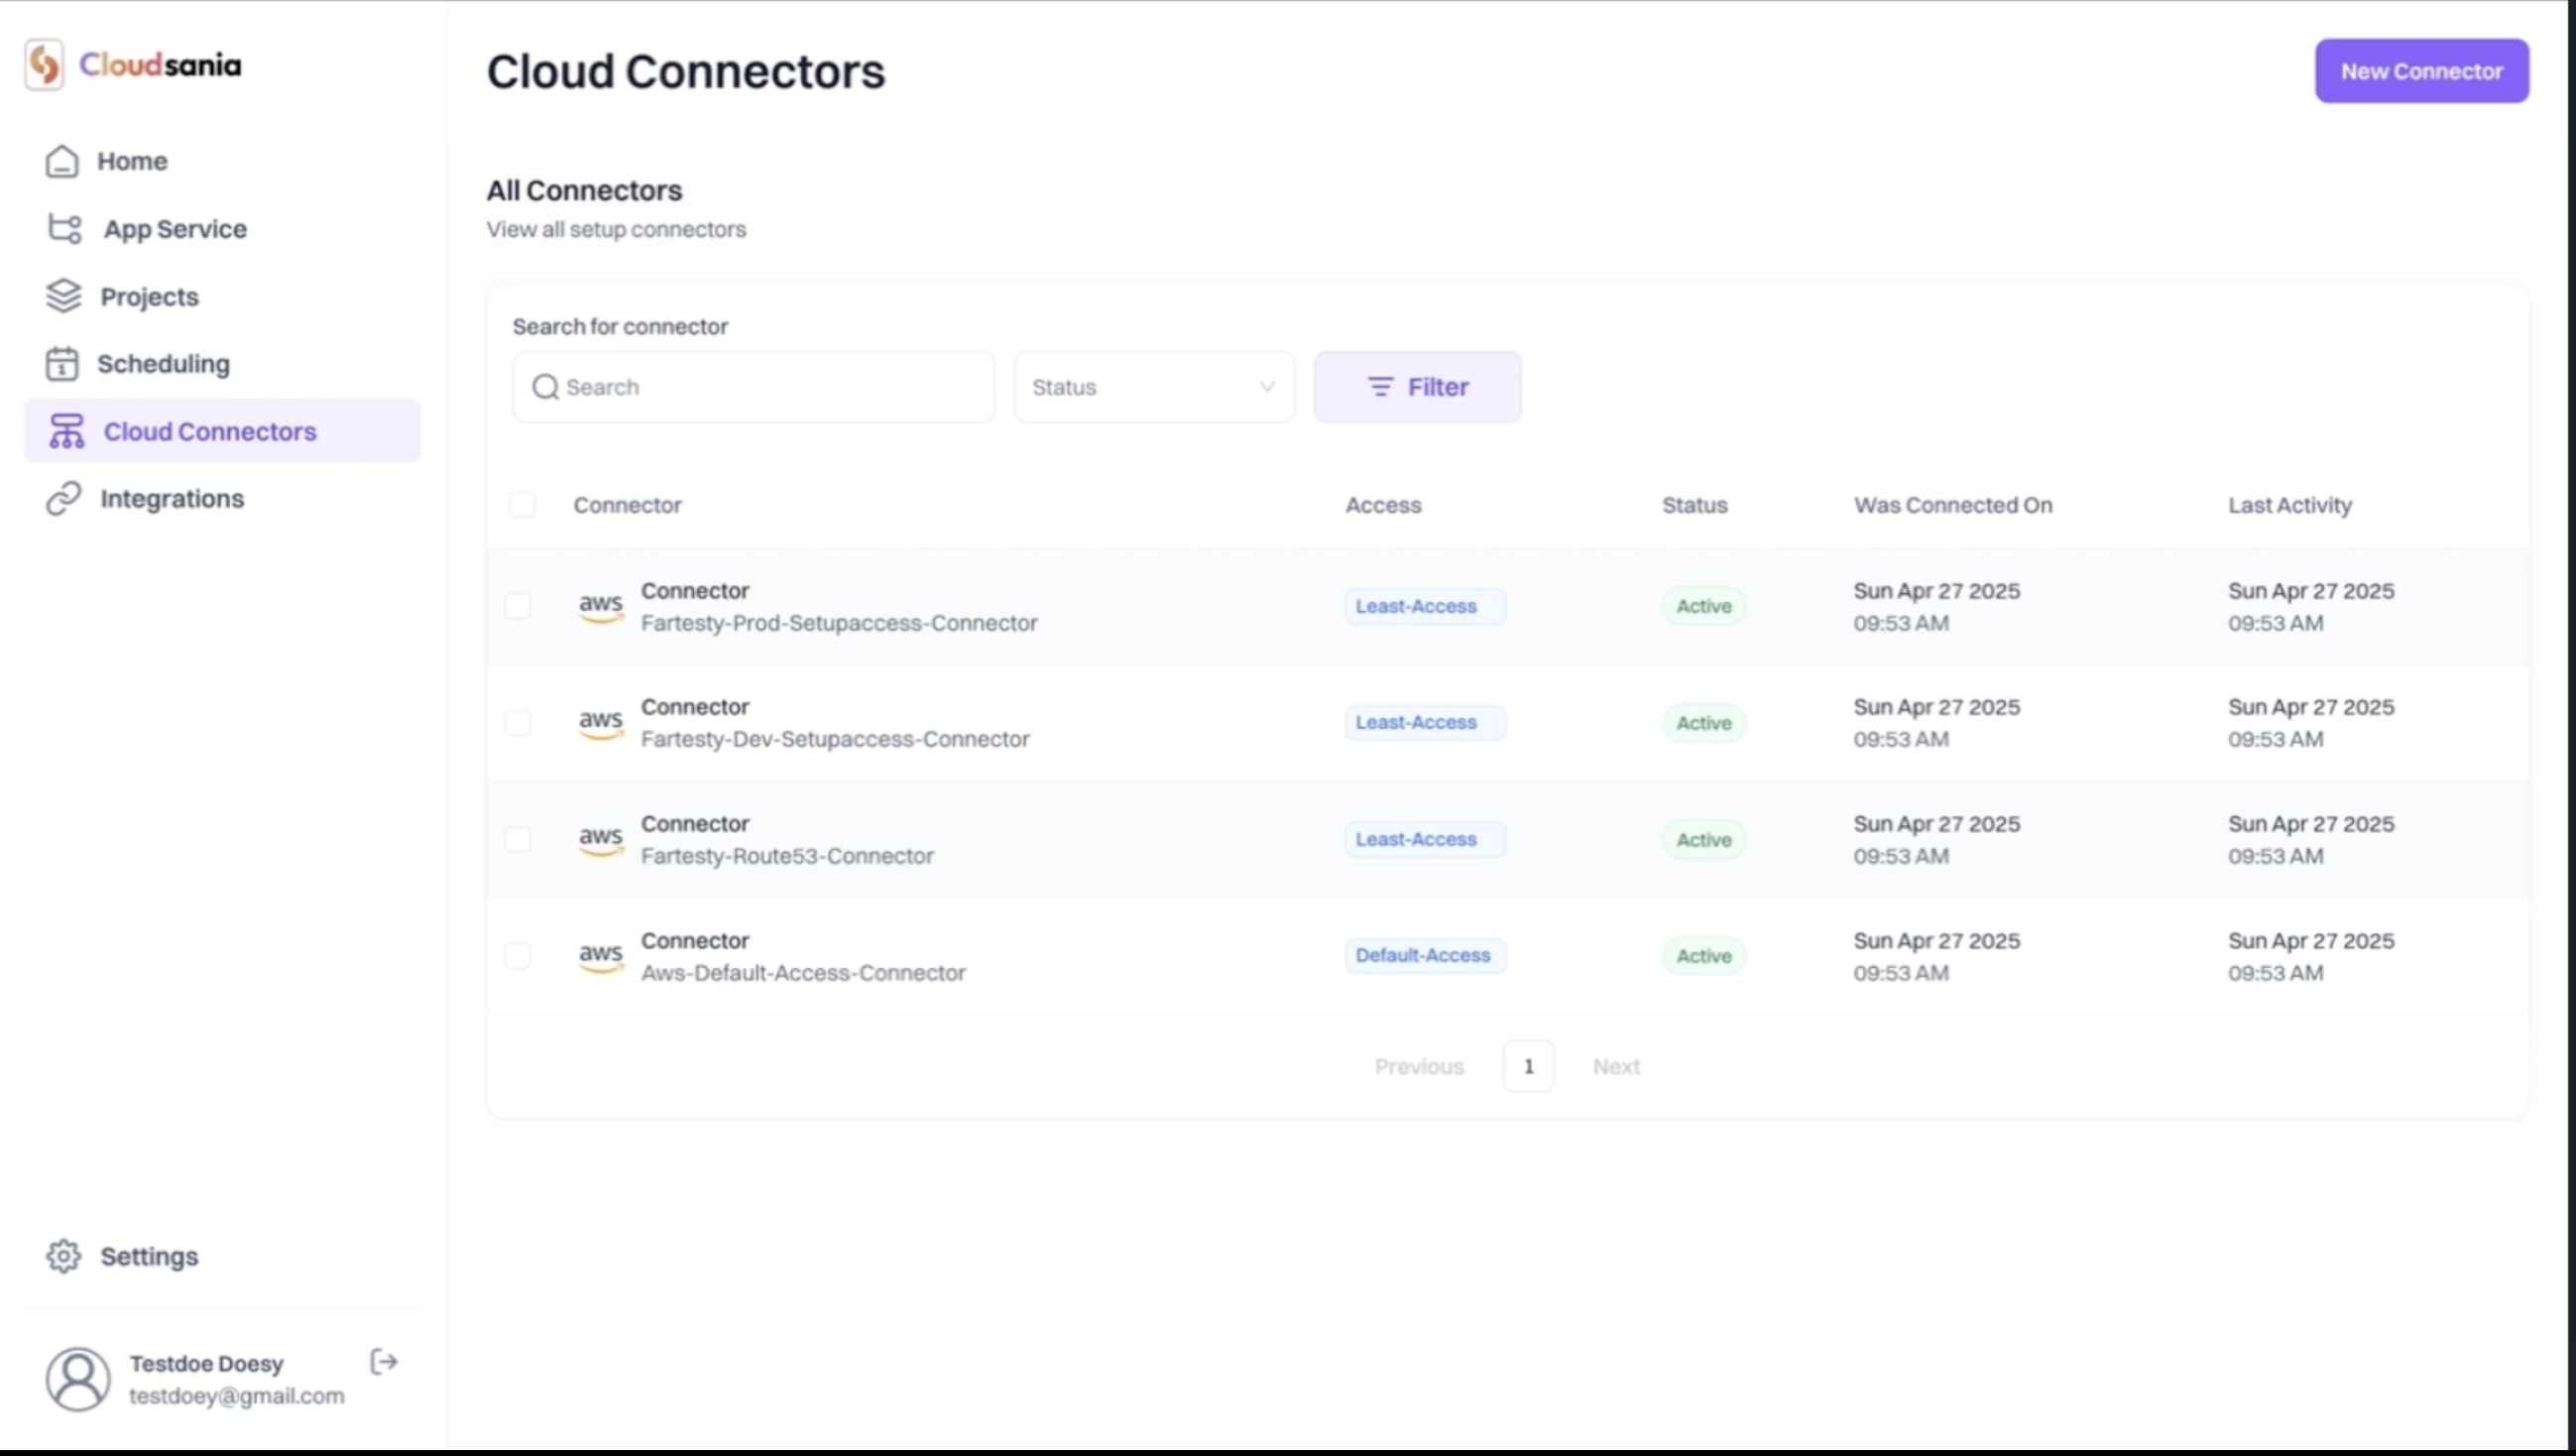 Cloudsania
Home
App Service
Projects
Scheduling
1
Cloud Connectors
Integrations
Settings
Testdoe Doesy
testdoey@gmail.com
Cloud Connectors
New Connector
All Connectors
View all setup connectors
Search for connector
Search
Status
Filter
Connector Access Status Was Connected On Last Activity
aws Connector Least-Access Active Sun Apr 27 2025 Sun Apr 27 2025
Fartesty-Prod-Setupaccess-Connector 09:53 AM 09:53 AM
aws Connector Least-Access Active Sun Apr 27 2025 Sun Apr 27 2025
Fartesty-Dev-Setupaccess-Connector 09:53 AM 09:53 AM
aws Connector Least-Access Active Sun Apr 27 2025 Sun Apr 27 2025
Fartesty-Route53-Connector 09:53 AM 09:53 AM
aws Connector Default-Access Active Sun Apr 27 2025 Sun Apr 27 2025
Aws-Default-Access-Connector 09:53 AM 09:53 AM
Previous 1 Next